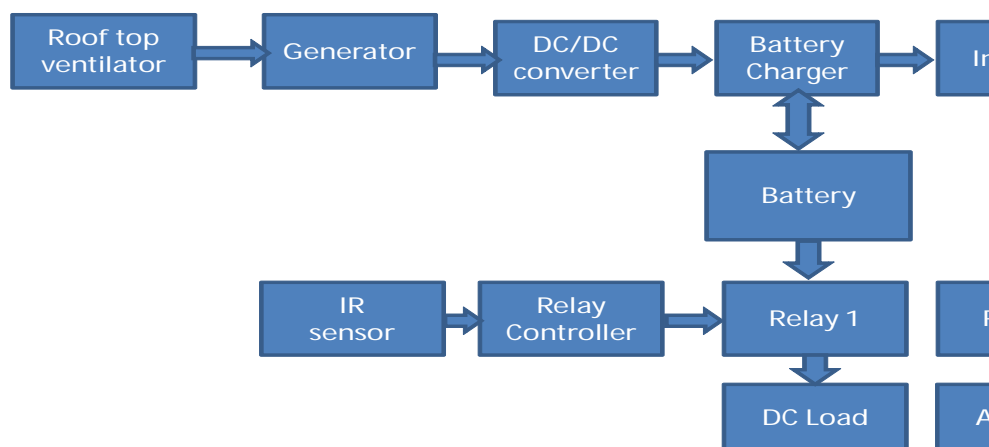 Roof top
ventilator
Generator
DC/DC
converter
Battery
Charger
Battery
IR
sensor
Relay
Controller
Relay 1
DC Load